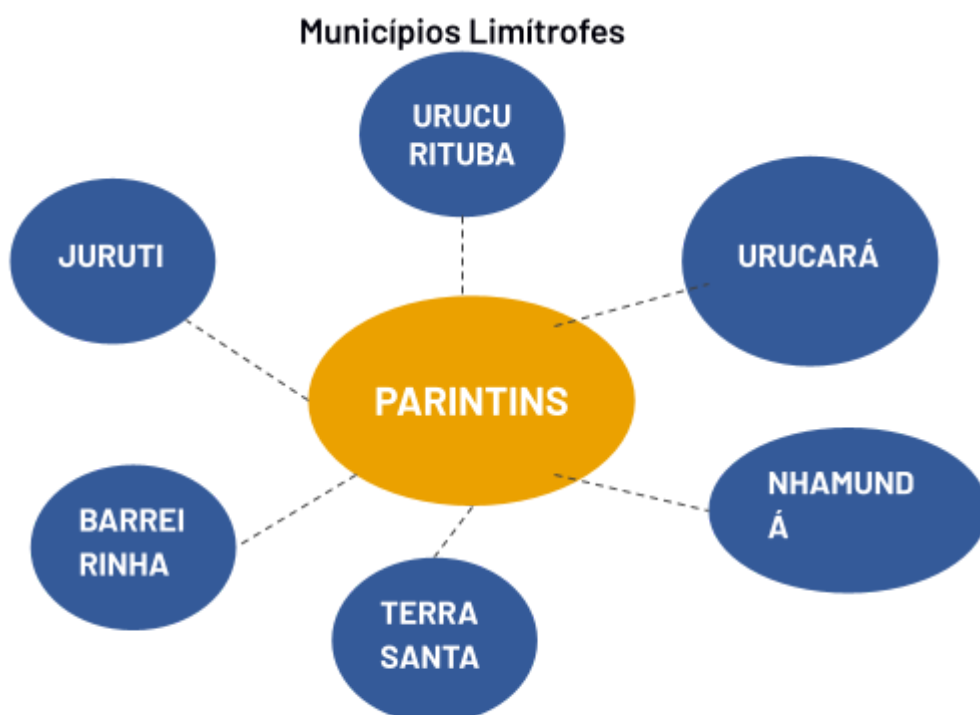 Municípios Limítrofes
URUCU
RITUBA
JURUTI
URUCARÁ
PARINTINS
NHAMUND
Á
BARREI
RINHA
TERRA
SANTA